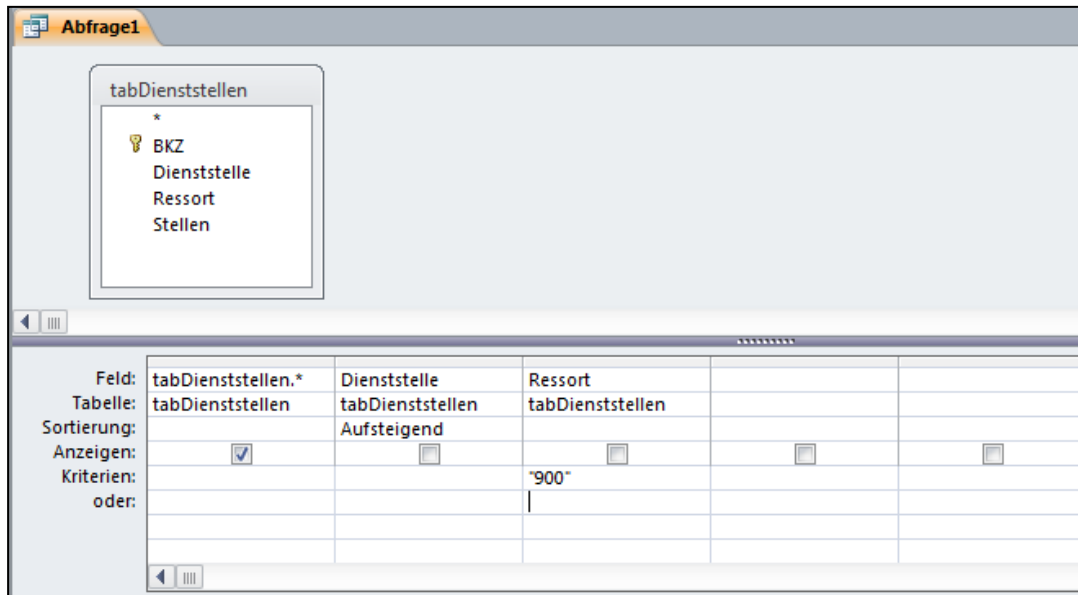 Abfrage1
tabDienststellen
*
BKZ
Dienststelle
Ressort
Stellen
Feld: tabDienststellen.* Dienststelle Ressort
Tabelle: tabDienststellen tabDienststellen tabDienststellen
Sortierung: Aufsteigend
Anzeigen:
Kriterien: "900"
oder: